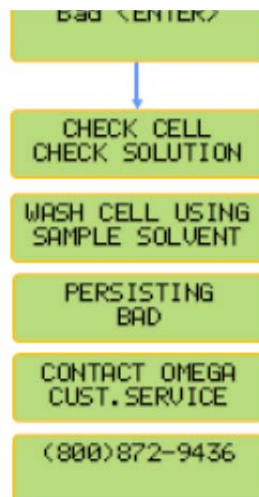 Bad <ENTER>
CHECK CELL
CHECK SOLUTION
WASH CELL USING
SAMPLE SOLVENT
PERSISTING
BAD
CONTACT OMEGA
CUST.SERVICE
(800)872-9436